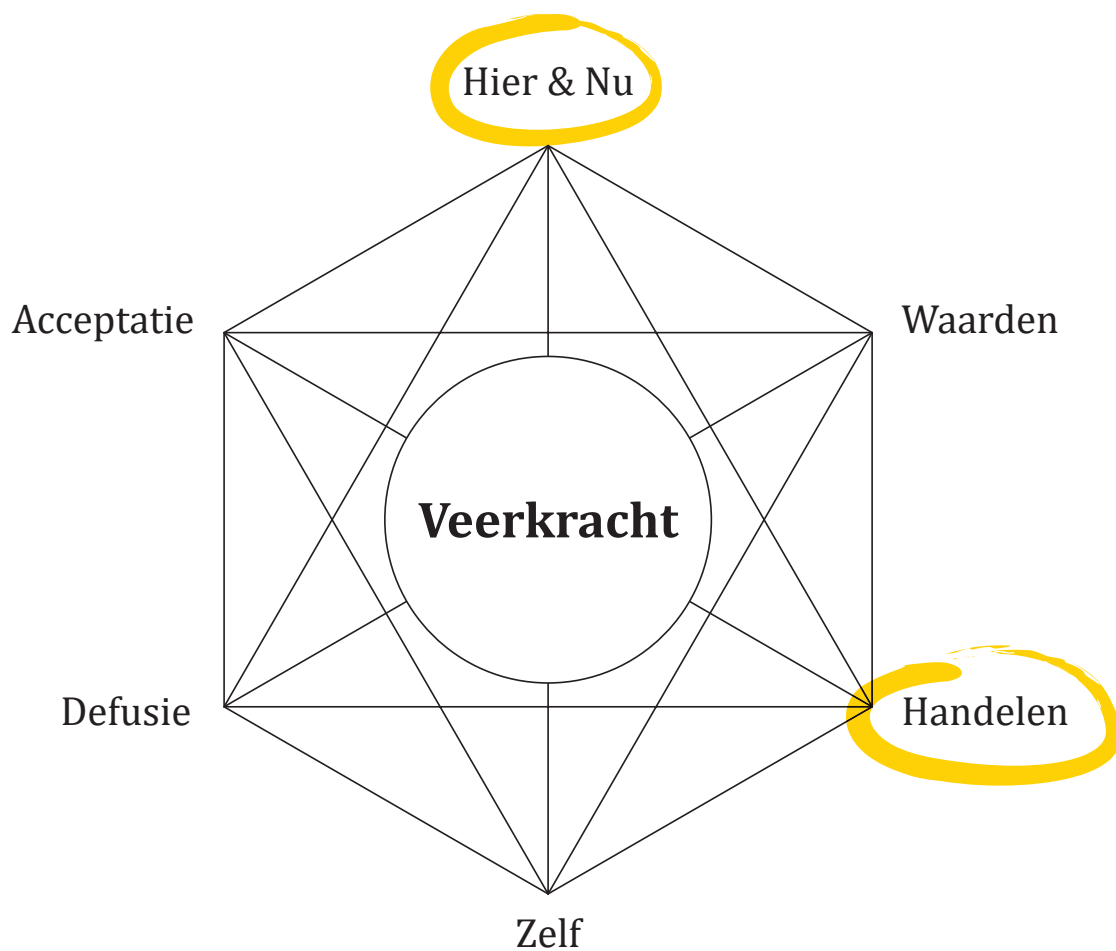 Hier & Nu
Acceptatie
Waarden
Veerkracht
Defusie
Handelen
Zelf